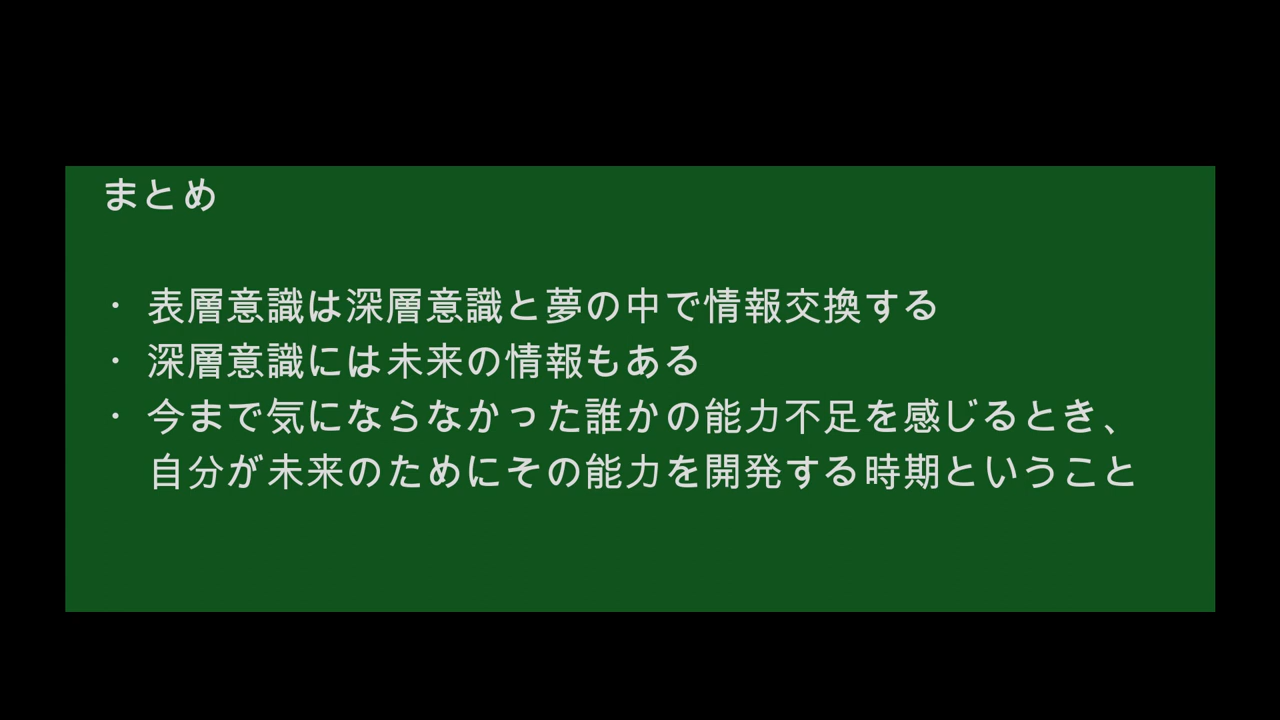 まとめ
・ 表層意識は深層意識と夢の中で情報交換する
・ 深層意識には未来の情報もある
・ 今まで気にならなかった誰かの能力不足を感じるとき、
自分が未来のためにその能力を開発する時期ということ